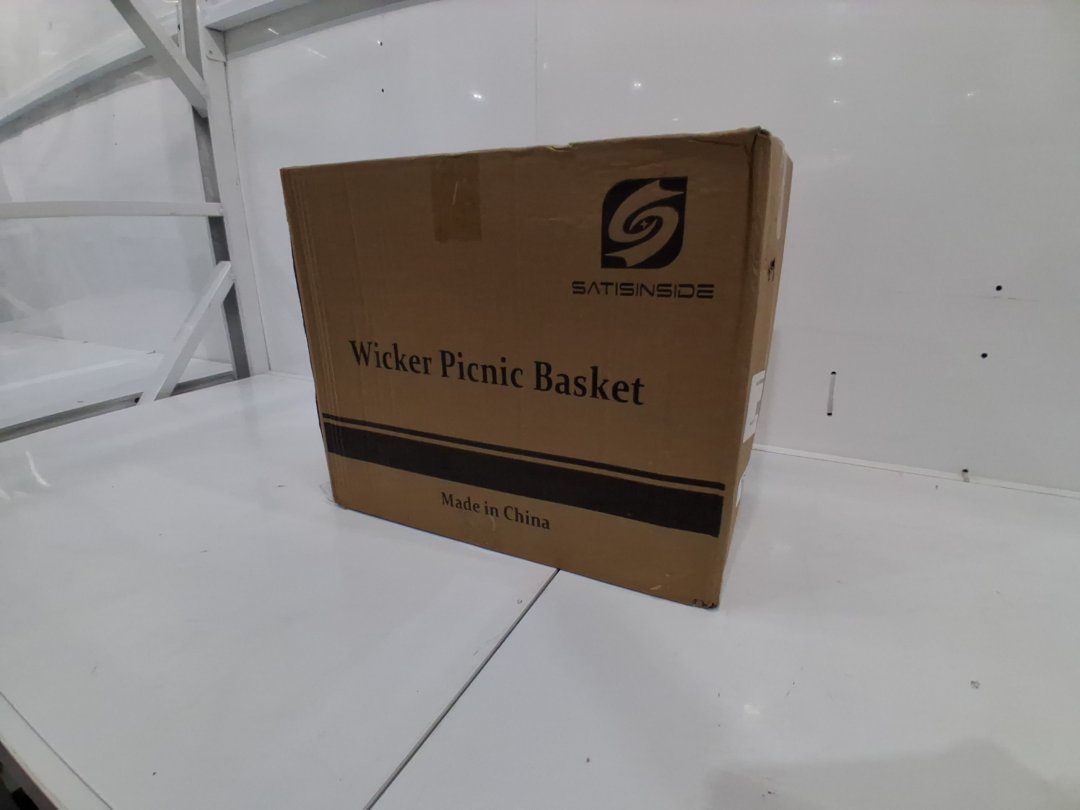 SATISINSIDE
Wicker Picnic Basket
Made in China